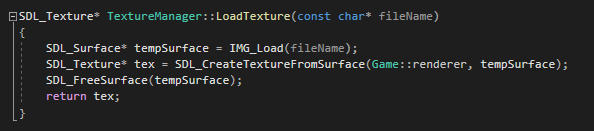 SDL_Texture* TextureManager::LoadTexture(const char* fileName)
{
SDL_Surface* tempSurface = IMG_Load(fileName);
SDL_Texture* tex = SDL_CreateTextureFromSurface(Game::renderer, tempSurface);
SDL_FreeSurface(tempSurface);
return tex;
}